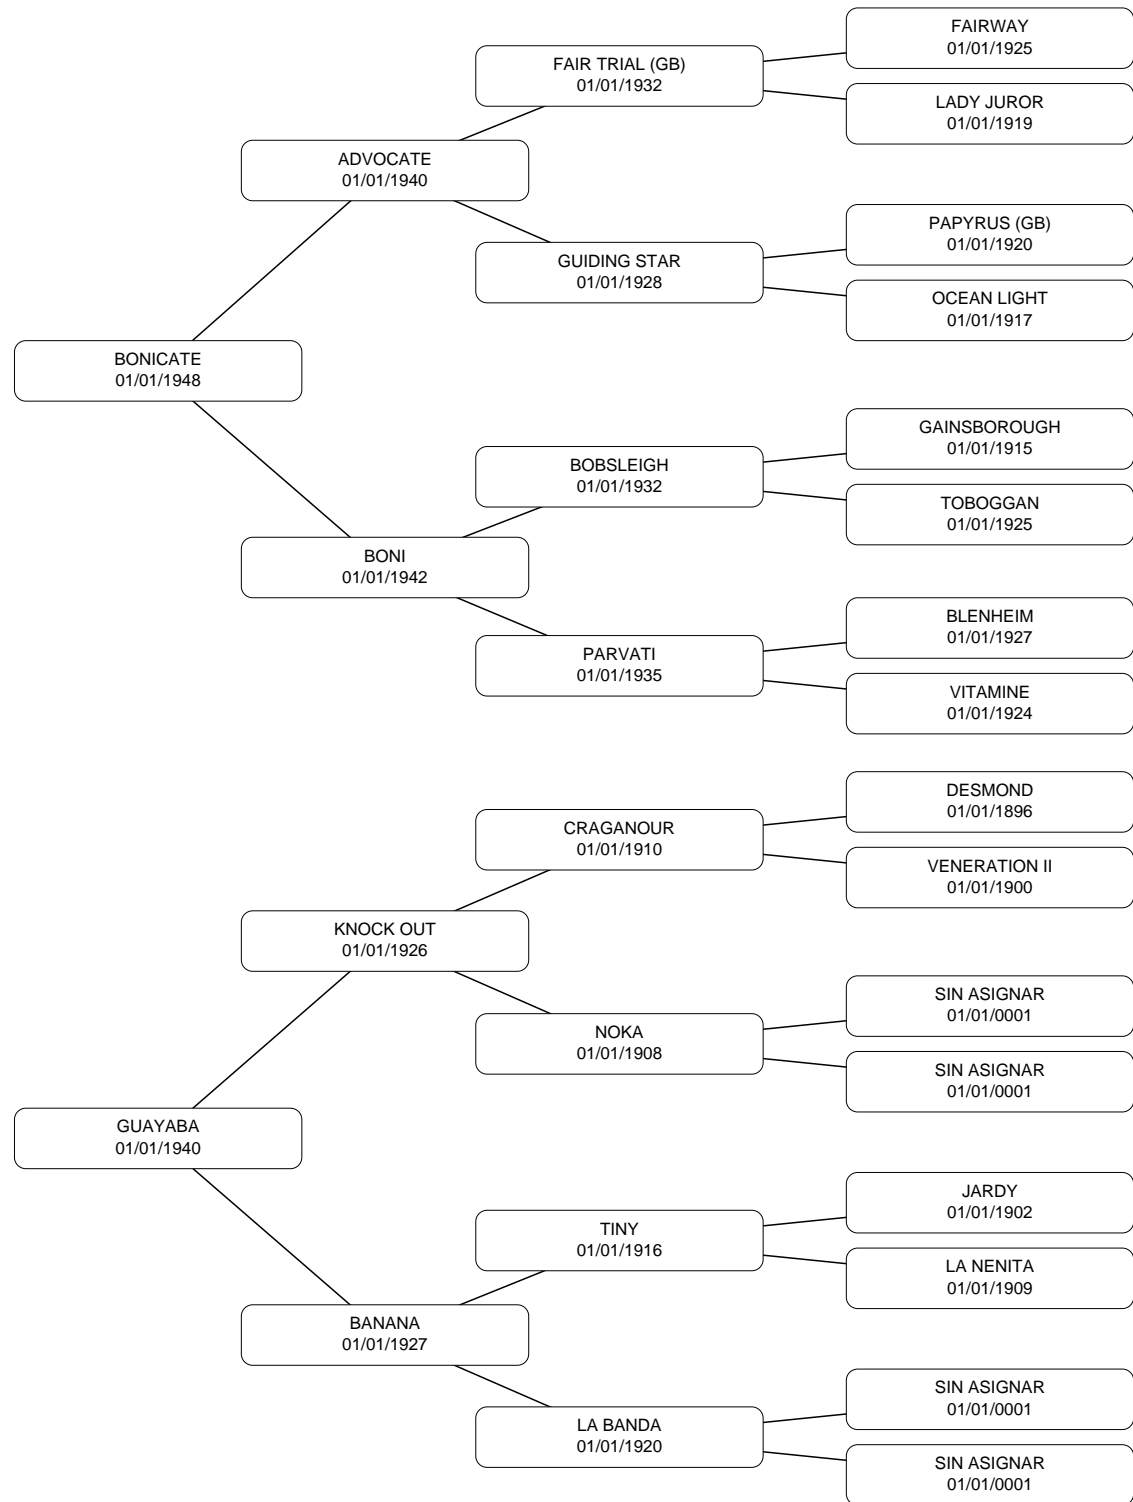 FAIRWAY
01/01/1925
FAIR TRIAL (GB)
01/01/1932
LADY JUROR
01/01/1919
ADVOCATE
01/01/1940
PAPYRUS (GB)
01/01/1920
GUIDING STAR
01/01/1928
OCEAN LIGHT
01/01/1917
BONICATE
01/01/1948
GAINSBOROUGH
01/01/1915
BOBSLEIGH
01/01/1932
TOBOGGAN
01/01/1925
BONI
01/01/1942
BLENHEIM
01/01/1927
PARVATI
01/01/1935
VITAMINE
01/01/1924
DESMOND
01/01/1896
CRAGANOUR
01/01/1910
VENERATION II
01/01/1900
KNOCK OUT
01/01/1926
SIN ASIGNAR
01/01/0001
NOKA
01/01/1908
SIN ASIGNAR
01/01/0001
GUAYABA
01/01/1940
JARDY
01/01/1902
TINY
01/01/1916
LA NENITA
01/01/1909
BANANA
01/01/1927
SIN ASIGNAR
01/01/0001
LA BANDA
01/01/1920
SIN ASIGNAR
01/01/0001